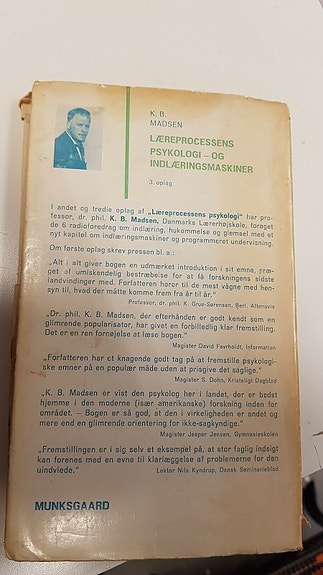 K. B.
MADSEN
LÆREPROCESSENS
PSYKOLOGI – OG
INDLÆRINGSMASKINER
3. oplag
I andet og tredie oplag af „Læreprocessens psykologi" har pro-
fessor, dr. phil. K. B. Madsen, Danmarks Lærerhøjskole, forøget
de 6 radioforedrag om indlæring, hukommelse og glemsel med et
nyt kapitel om indlæringsmaskiner og programmeret undervisning.
Om første oplag skrev pressen bl. a.:
„Alt i alt giver bogen en udmærket introduktion i sit emne, præ-
get af umiskendelig bestræbelse for at få forskningens sidste
landvindinger med. Forfatteren hører til de mest vågne med hen-
syn til, hvad der måtte komme frem fra år til år."
Professor, dr. phil. K. Grue-Sørensen, Berl. Aftenavis
„Dr. phil. K. B. Madsen, der efterhånden er godt kendt som en
glimrende popularisator, har givet en forbilledlig klar fremstilling.
Det er en ren fornøjelse at læse bogen."
Magister David Favrholdt, Information
„Forfatteren har et knagende godt tag på at fremstille psykologi-
ske emner på en populær måde uden at prisgive det saglige."
Magister S. Dohn, Kristeligt Dagblad
„K. B. Madsen er vist den psykolog her i landet, der er bedst
hjemme i den moderne (især amerikanske) forskning inden for
området. – Bogen er så god, at den i virkeligheden er andet og
mere end en glimrende orientering for ikke-sagkyndige."
Magister Jesper Jensen, Gymnasieskolen
„Fremstillingen er i sig selv et eksempel på, at stor faglig indsigt
kan forenes med en evne til klarlæggelse af problemerne for den
uindviede."
Lektor Nils Kyndrup, Dansk Seminarieblad
MUNKSGAARD